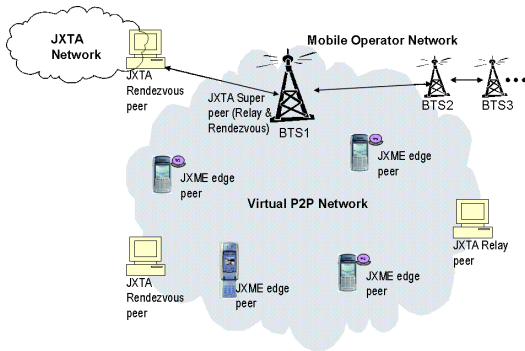 JXTA
Network
Mobile Operator Network
JXTA
Rendezvous
peer
JXTA Super
peer (Relay &
Rendezvous)
BTS1
BTS2
BTS3
JXME edge
peer
JXME edge
peer
Virtual P2P Network
JXTA Relay
peer
JXTA
Rendezvous
peer
JXME edge
peer
JXME edge
peer